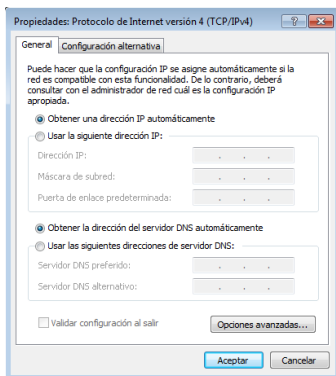 Propiedades: Protocolo de Internet versión 4 (TCP/IPv4)
General
Configuración alternativa
Puede hacer que la configuración IP se asigne automáticamente si la
red es compatible con esta funcionalidad. De lo contrario, deberá
consultar con el administrador de red cuál es la configuración IP
apropiada.
Obtener una dirección IP automáticamente
Usar la siguiente dirección IP:
Dirección IP:
Máscara de subred:
Puerta de enlace predeterminada:
Obtener la dirección del servidor DNS automáticamente
Usar las siguientes direcciones de servidor DNS:
Servidor DNS preferido:
Servidor DNS alternativo:
Validar configuración al salir
Opciones avanzadas...
Aceptar
Cancelar